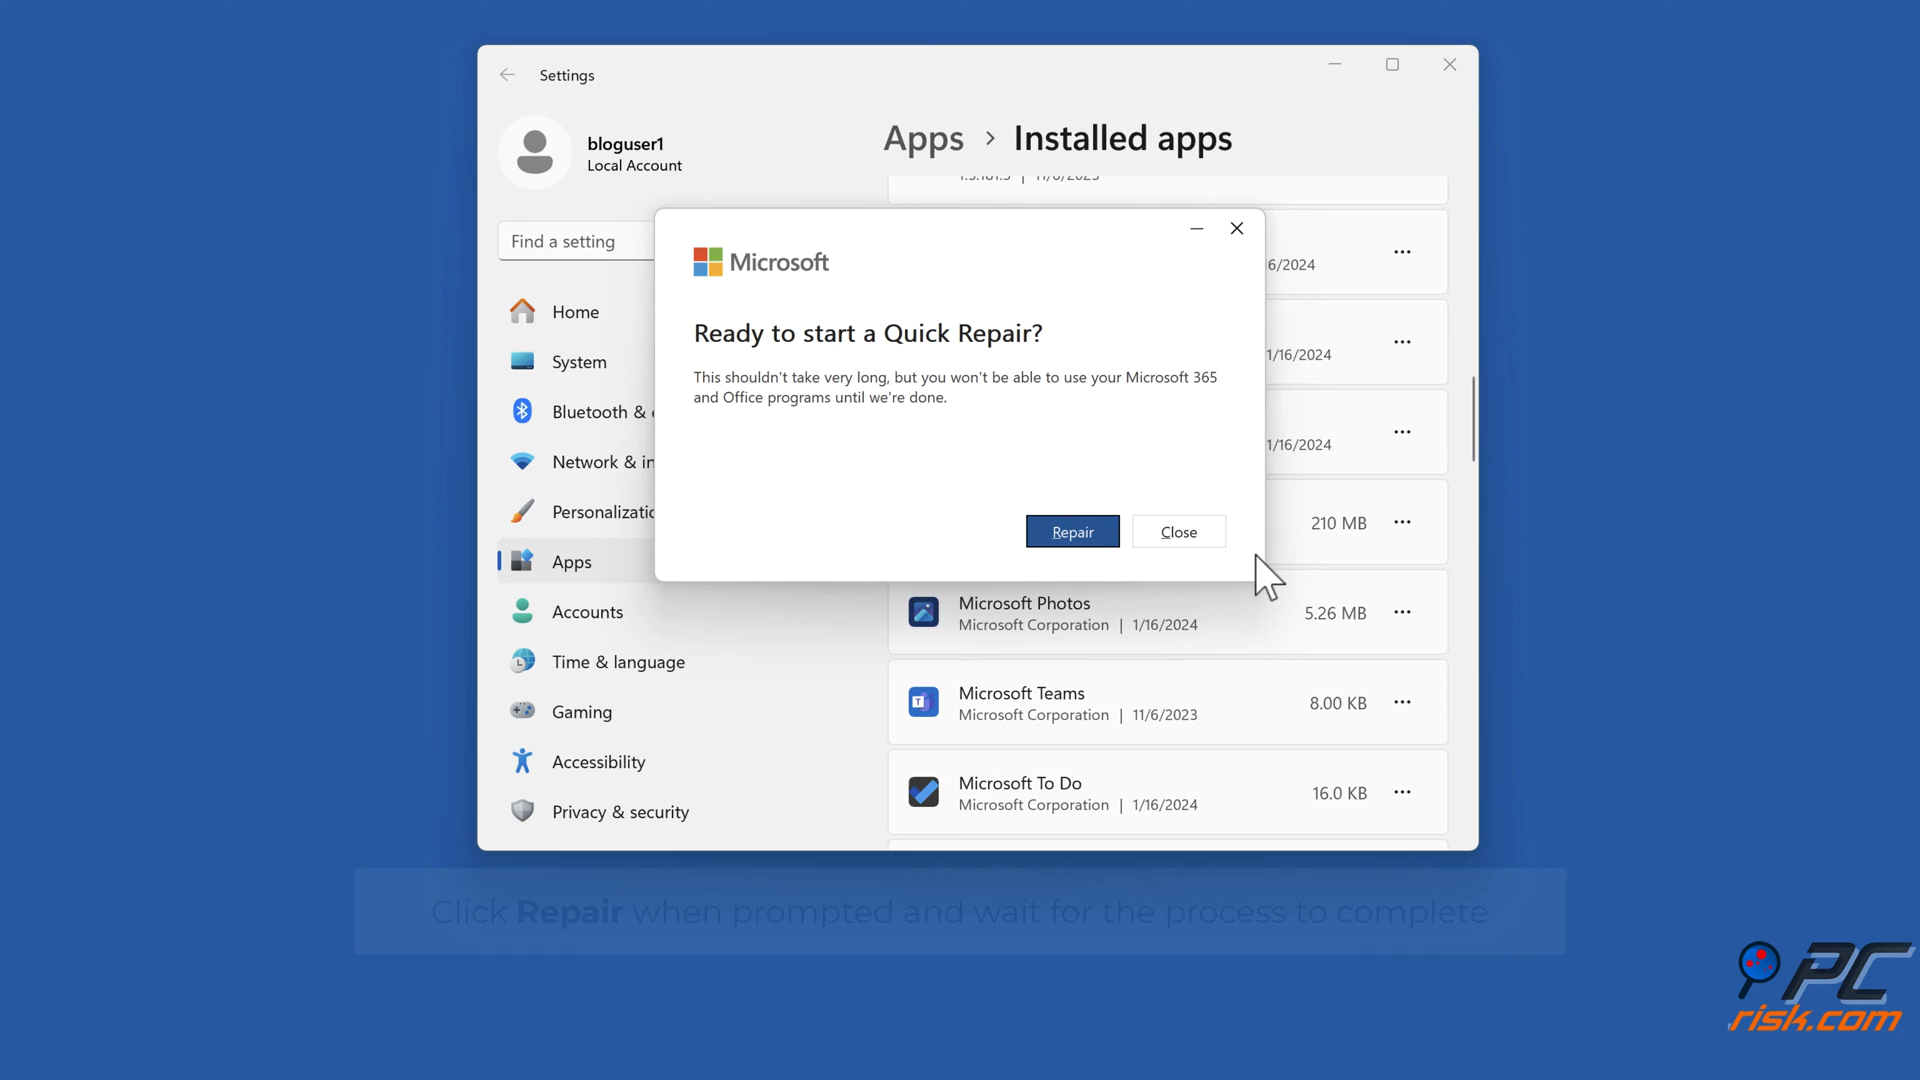 Settings
bloguser1
Local Account
Apps > Installed apps
Find a setting
Home
System
Bluetooth &
Network &
Apps
Accounts
Time & language
Gaming
Accessibility
Privacy & security
6/2024
1/16/2024
1/16/2024
210 MB
Microsoft
Ready to start a Quick Repair?
This shouldn't take very long, but you won't be able to use your Microsoft 365
and Office programs until we're done.
Repair
Close
Microsoft Photos
Microsoft Corporation | 1/16/2024
5.26 MB
Microsoft Teams
Microsoft Corporation | 11/6/2023
8.00 KB
Microsoft To Do
Microsoft Corporation | 1/16/2024
16.0 KB
Click Repair when prompted and wait for the process to complete
PC
risk.com